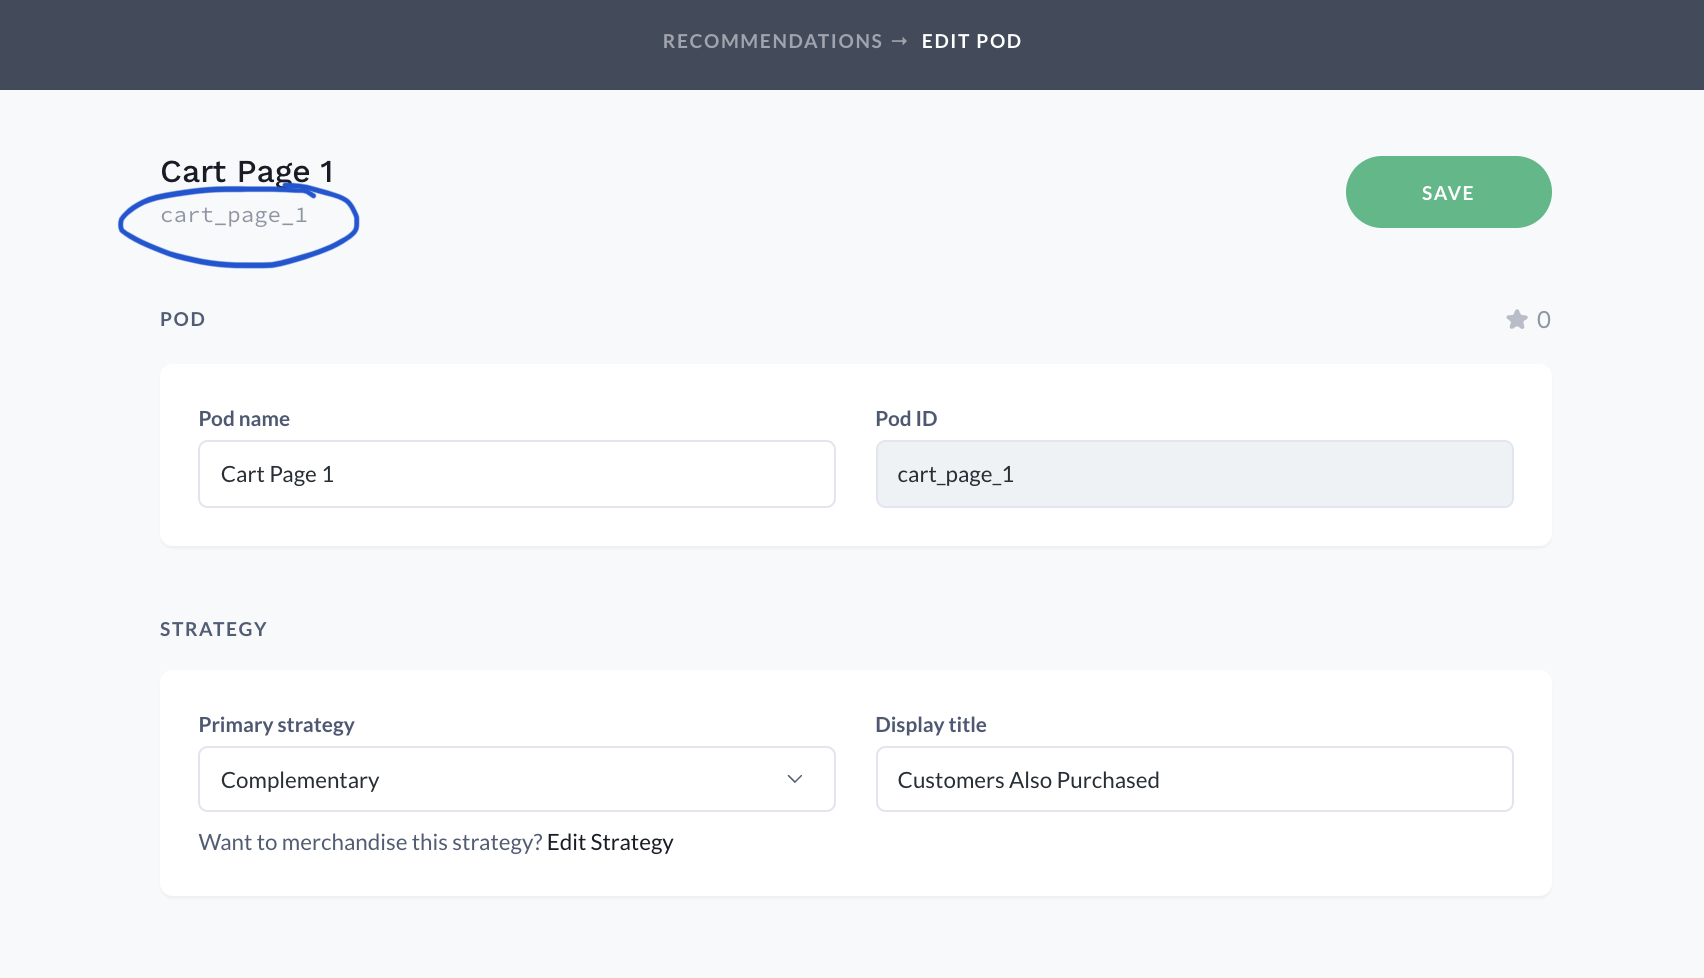 RECOMMENDATIONS → EDIT POD
Cart Page 1
SAVE
cart_page_1
POD
0
Pod name
Pod ID
Cart Page 1
cart_page_1
STRATEGY
Primary strategy
Display title
Complementary
Customers Also Purchased
Want to merchandise this strategy? Edit Strategy